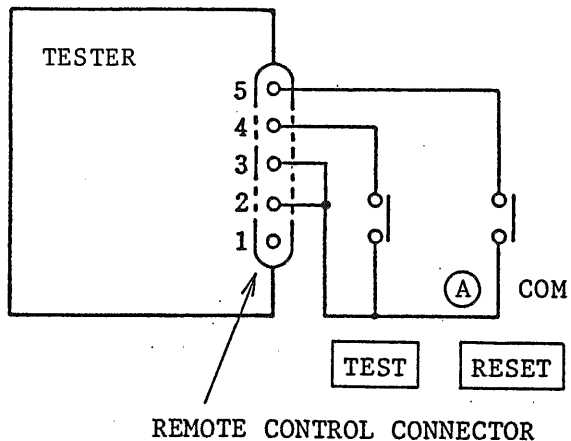 TESTER
5
4
3
2
1
A COM
TEST RESET
REMOTE CONTROL CONNECTOR